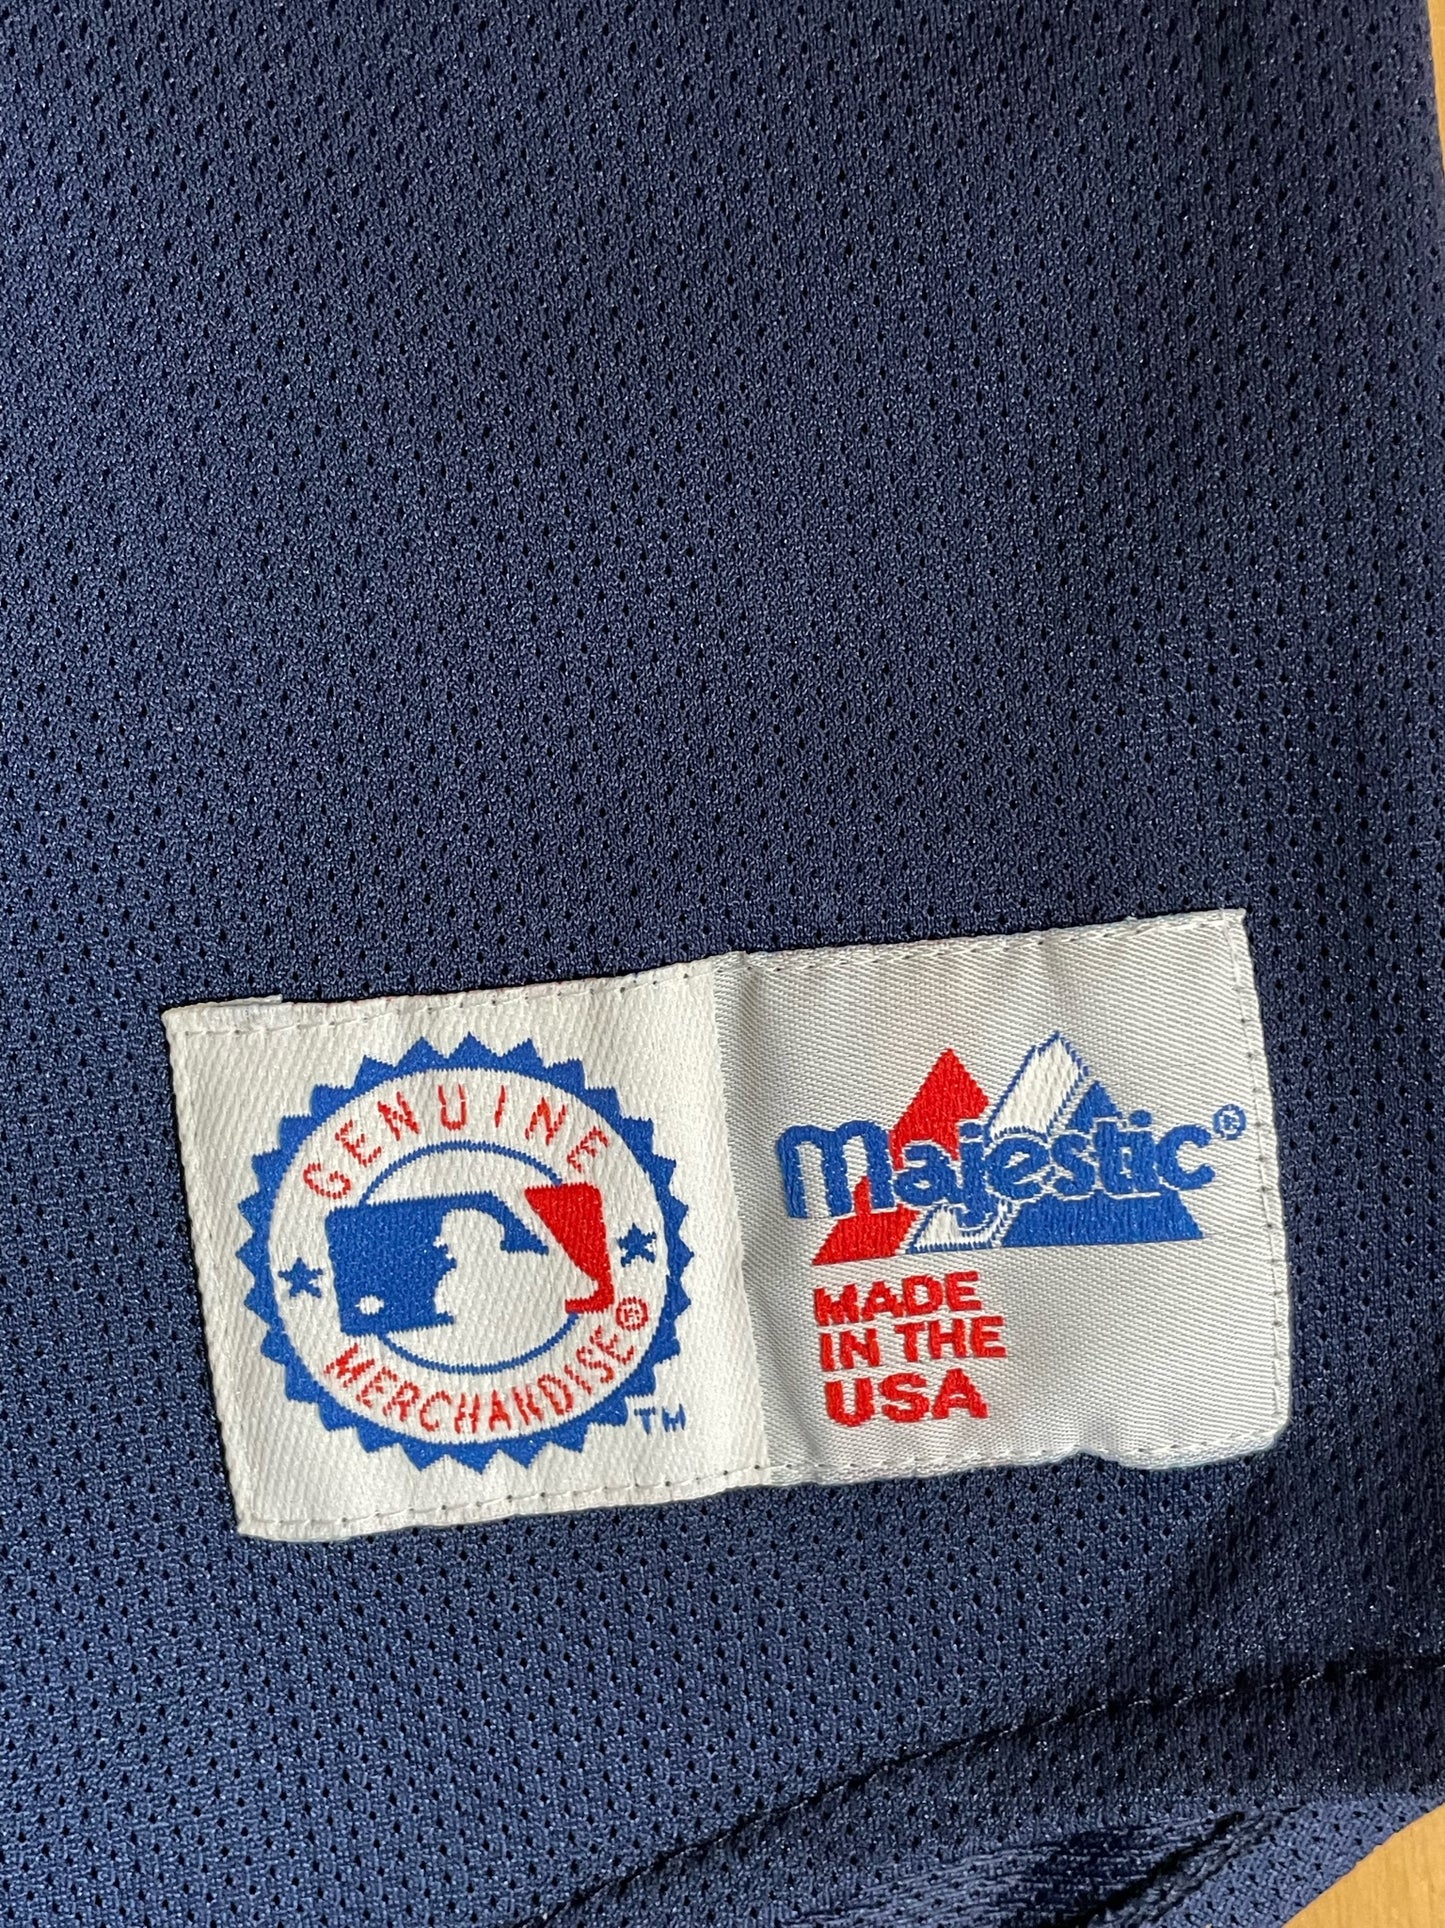 GENUINE
MERCHANDISE®
TM
Majestic®
MADE
IN THE
USA